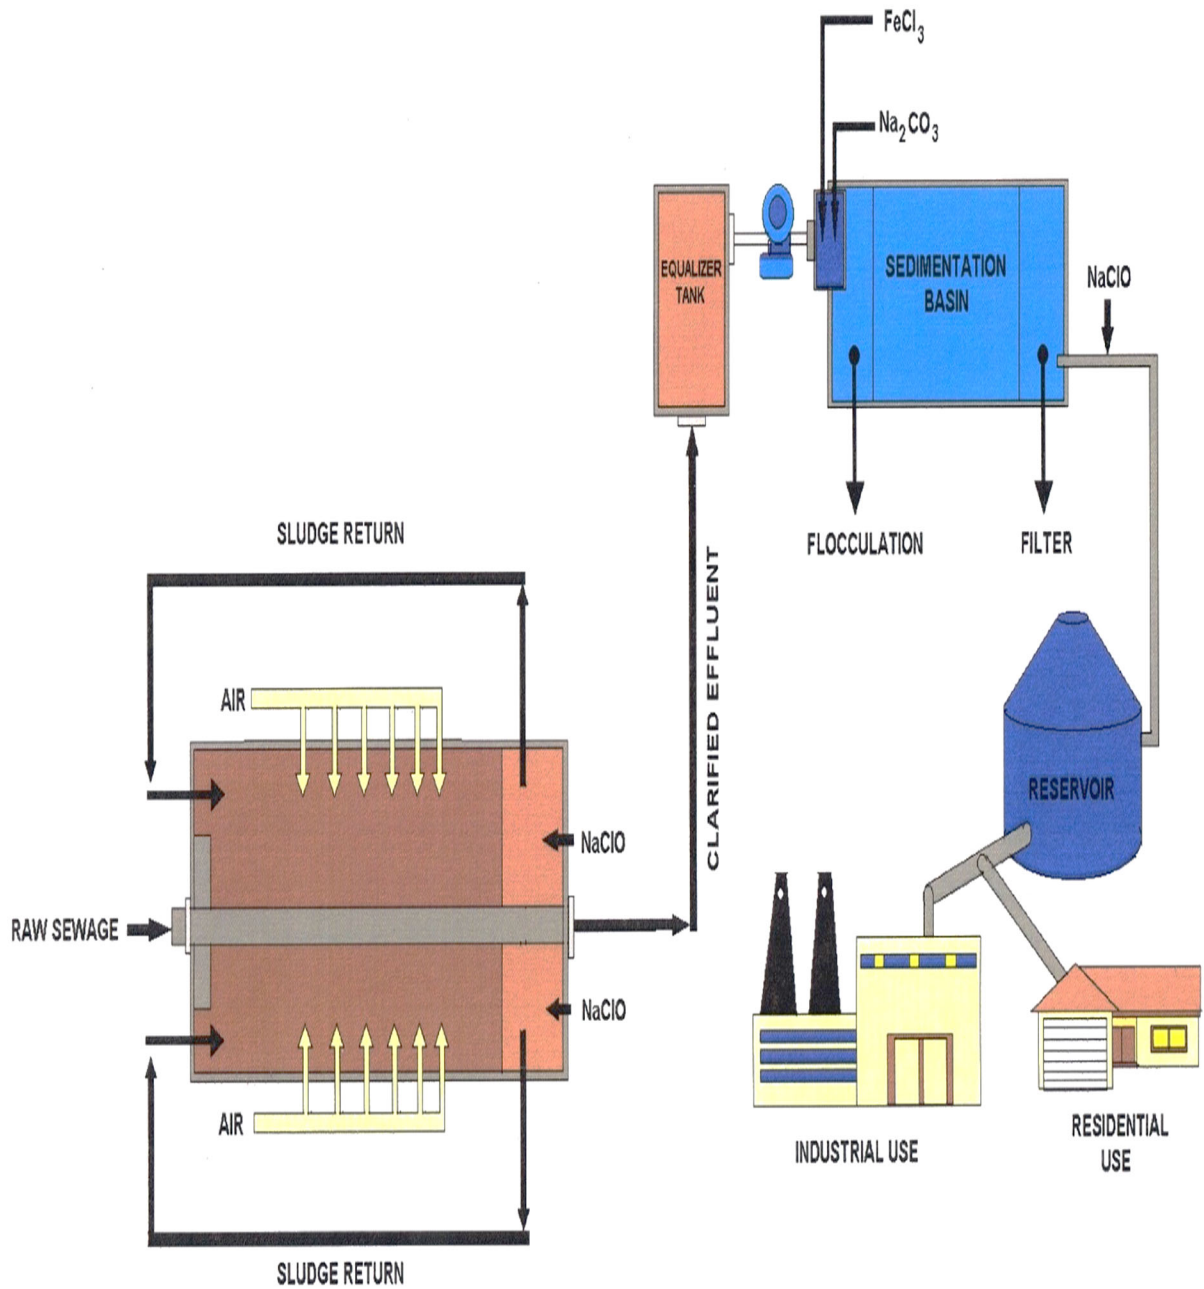 FeCl3
Na2CO3
EQUALIZER
TANK
SEDIMENTATION
BASIN
NaClO
FLOCCULATION
FILTER
SLUDGE RETURN
CLARIFIED EFFLUENT
AIR
RESERVOIR
NaClO
RAW SEWAGE
NaClO
AIR
INDUSTRIAL USE
RESIDENTIAL
USE
SLUDGE RETURN